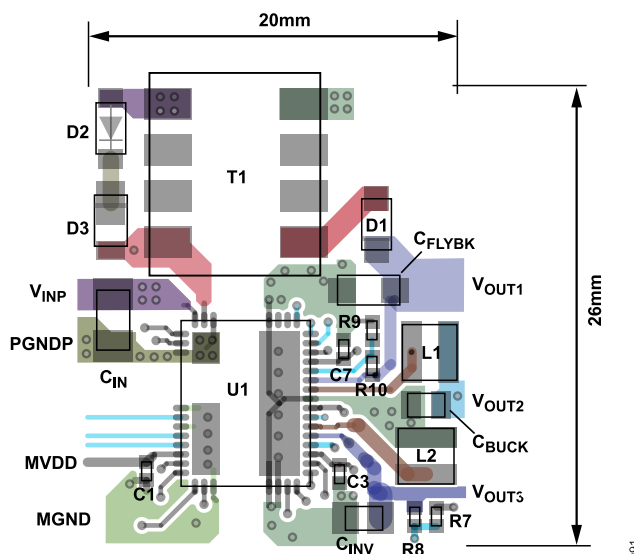 20mm
D2
T1
D3
D1
CFLYBK
VINP
VOUT1
26mm
R9
PGNDP
L1
C7
CIN
U1
R10
VOUT2
CBUCK
L2
MVDD
C1
C3
VOUT3
MGND
R7
CINV
R8